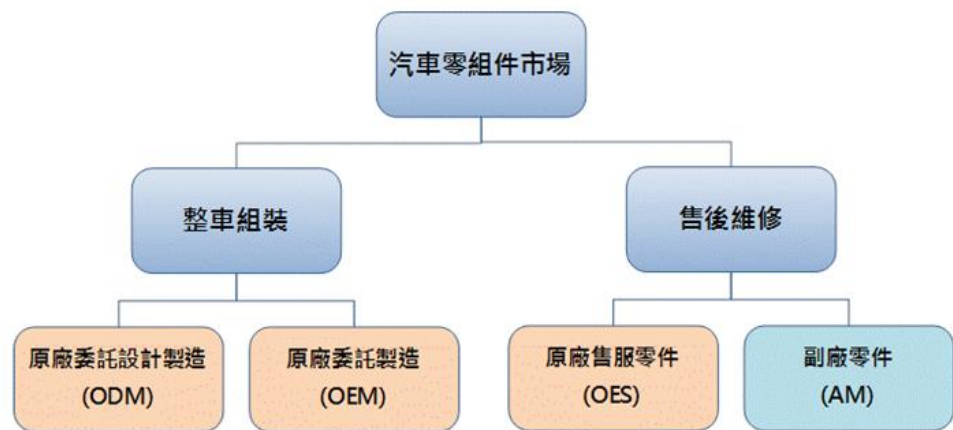 汽車零組件市場
整車組裝
售後維修
原廠委託設計製造
(ODM)
原廠委託製造
(OEM)
原廠售服零件
(OES)
副廠零件
(AM)